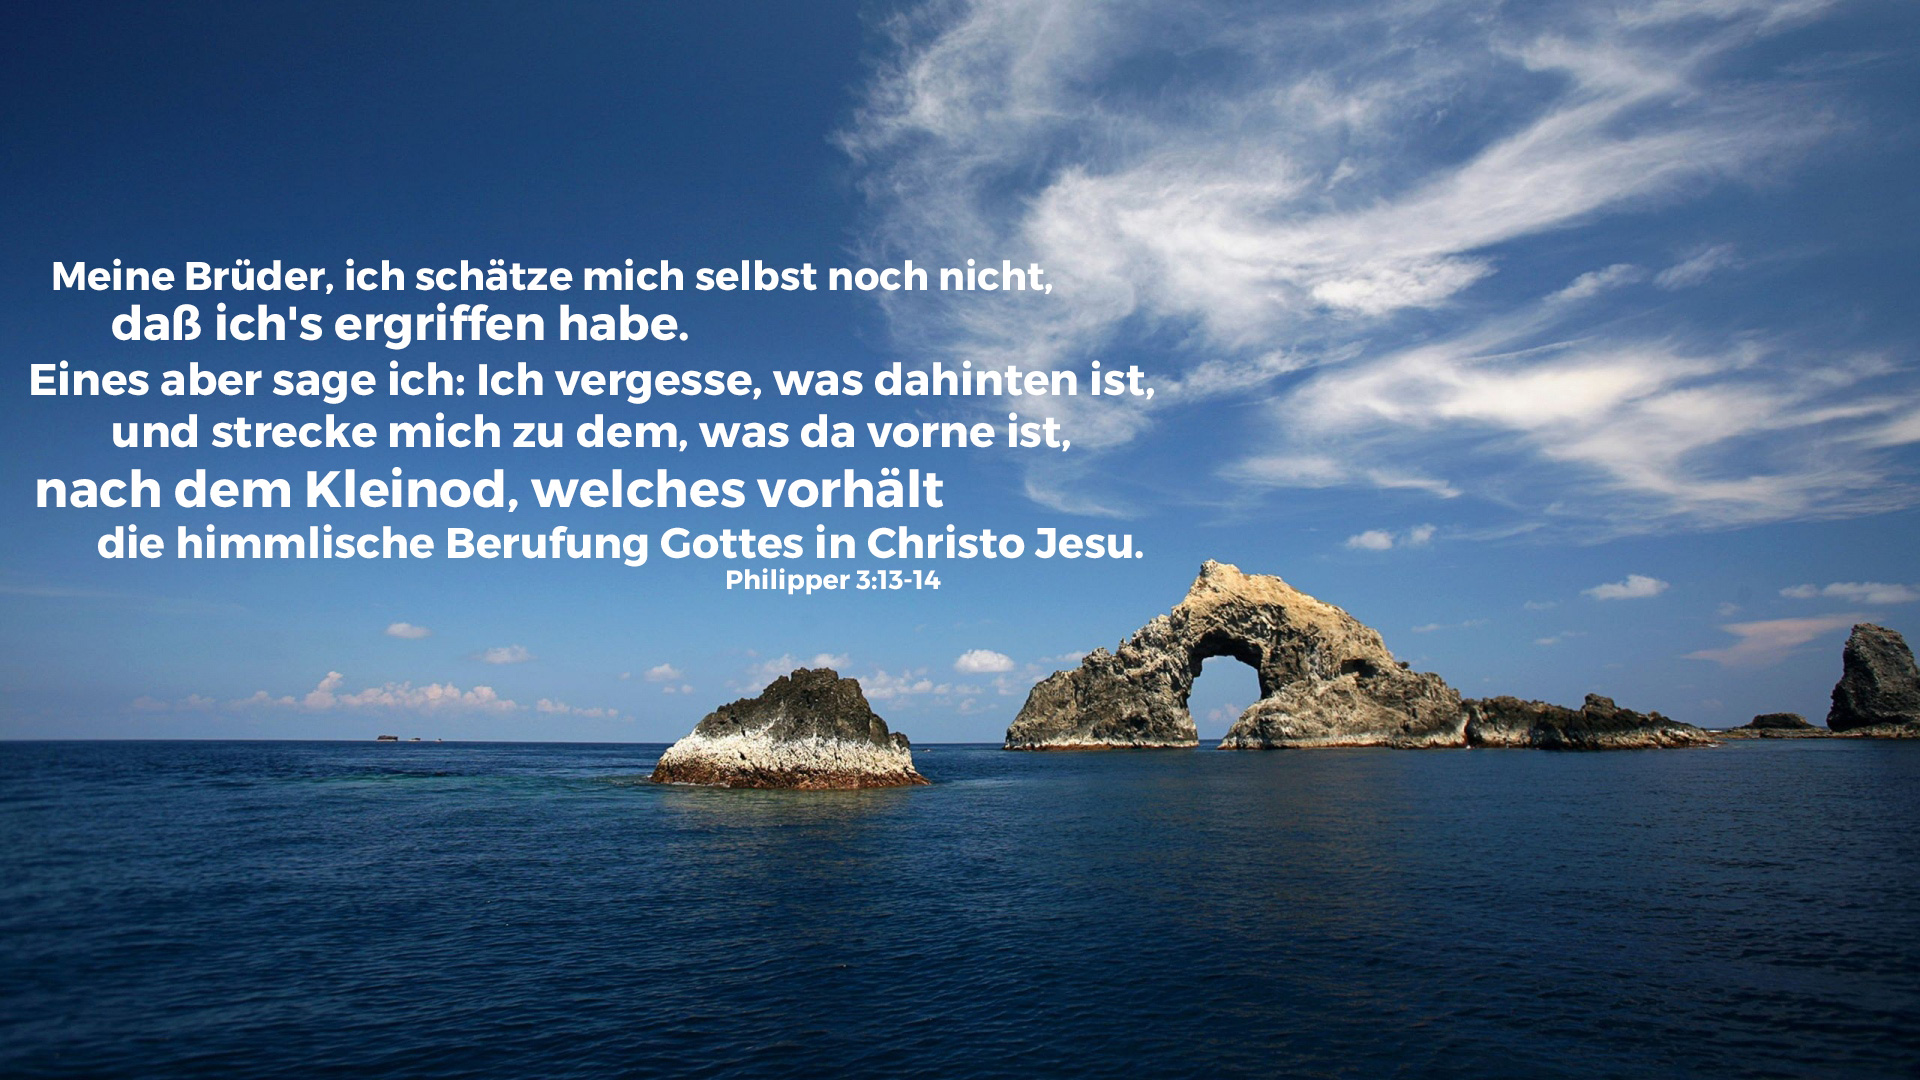 Meine Brüder, ich schätze mich selbst noch nicht,
daß ich's ergriffen habe.
Eines aber sage ich: Ich vergesse, was dahinten ist,
und strecke mich zu dem, was da vorne ist,
nach dem Kleinod, welches vorhält
die himmlische Berufung Gottes in Christo Jesu.
Philipper 3:13-14